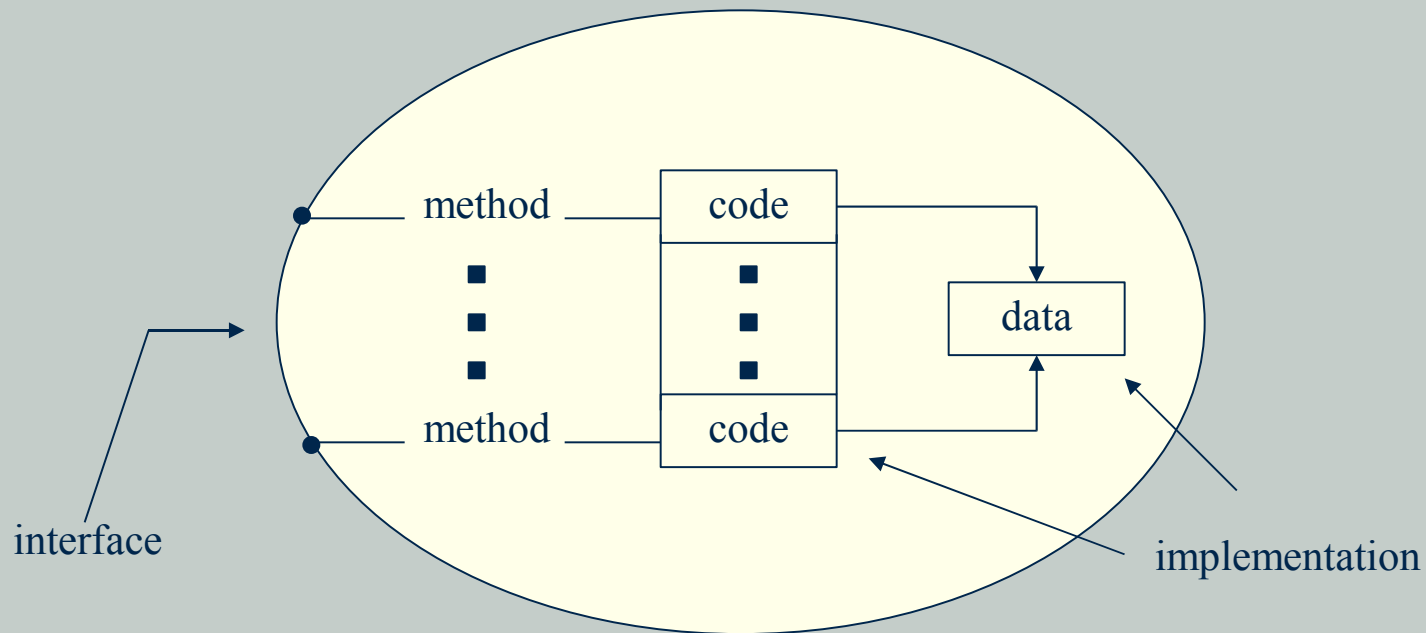 method
code
data
method
code
interface
implementation